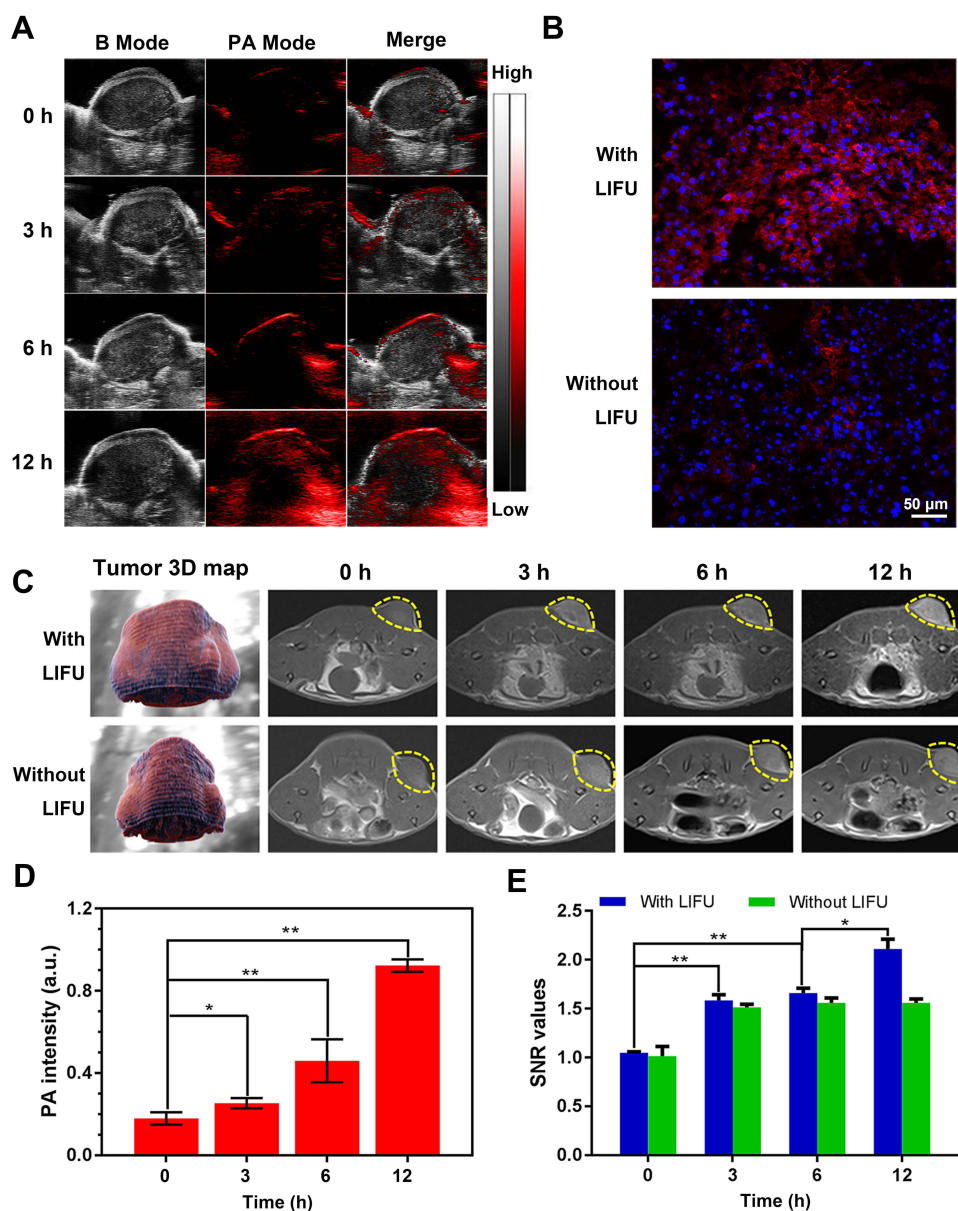 A
B Mode PA Mode Merge
High
0 h
3 h
6 h
12 h
Low
B
With
LIFU
Without
LIFU
50 µm
C
Tumor 3D map 0 h 3 h 6 h 12 h
With
LIFU
Without
LIFU
D
PA intensity (a.u.)
1.2
0.8
0.4
0.0
**
**
*
0 3 6 12
Time (h)
E
With LIFU Without LIFU
SNR values
2.5
2.0
1.5
1.0
0.5
0.0
**
**
*
0 3 6 12
Time (h)